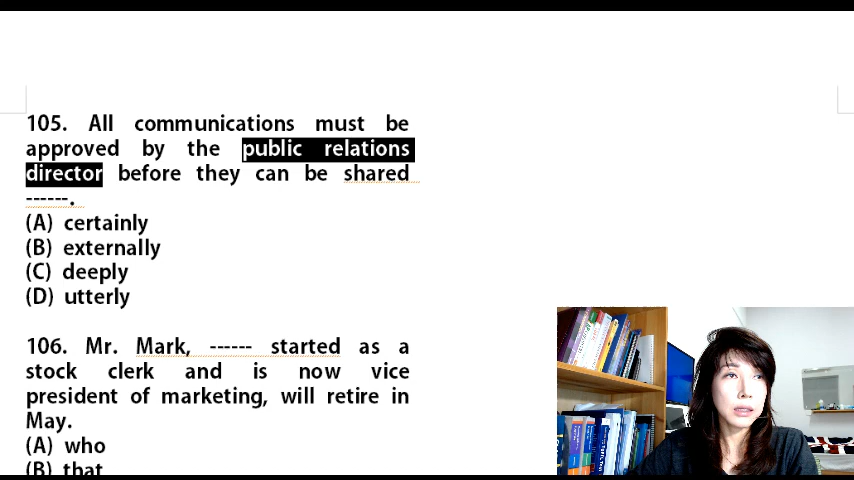 105. All communications must be
approved by the public relations
director before they can be shared
------.
(A) certainly
(B) externally
(C) deeply
(D) utterly
106. Mr. Mark, ------ started as a
stock clerk and is now vice
president of marketing, will retire in
May.
(A) who
(B) that